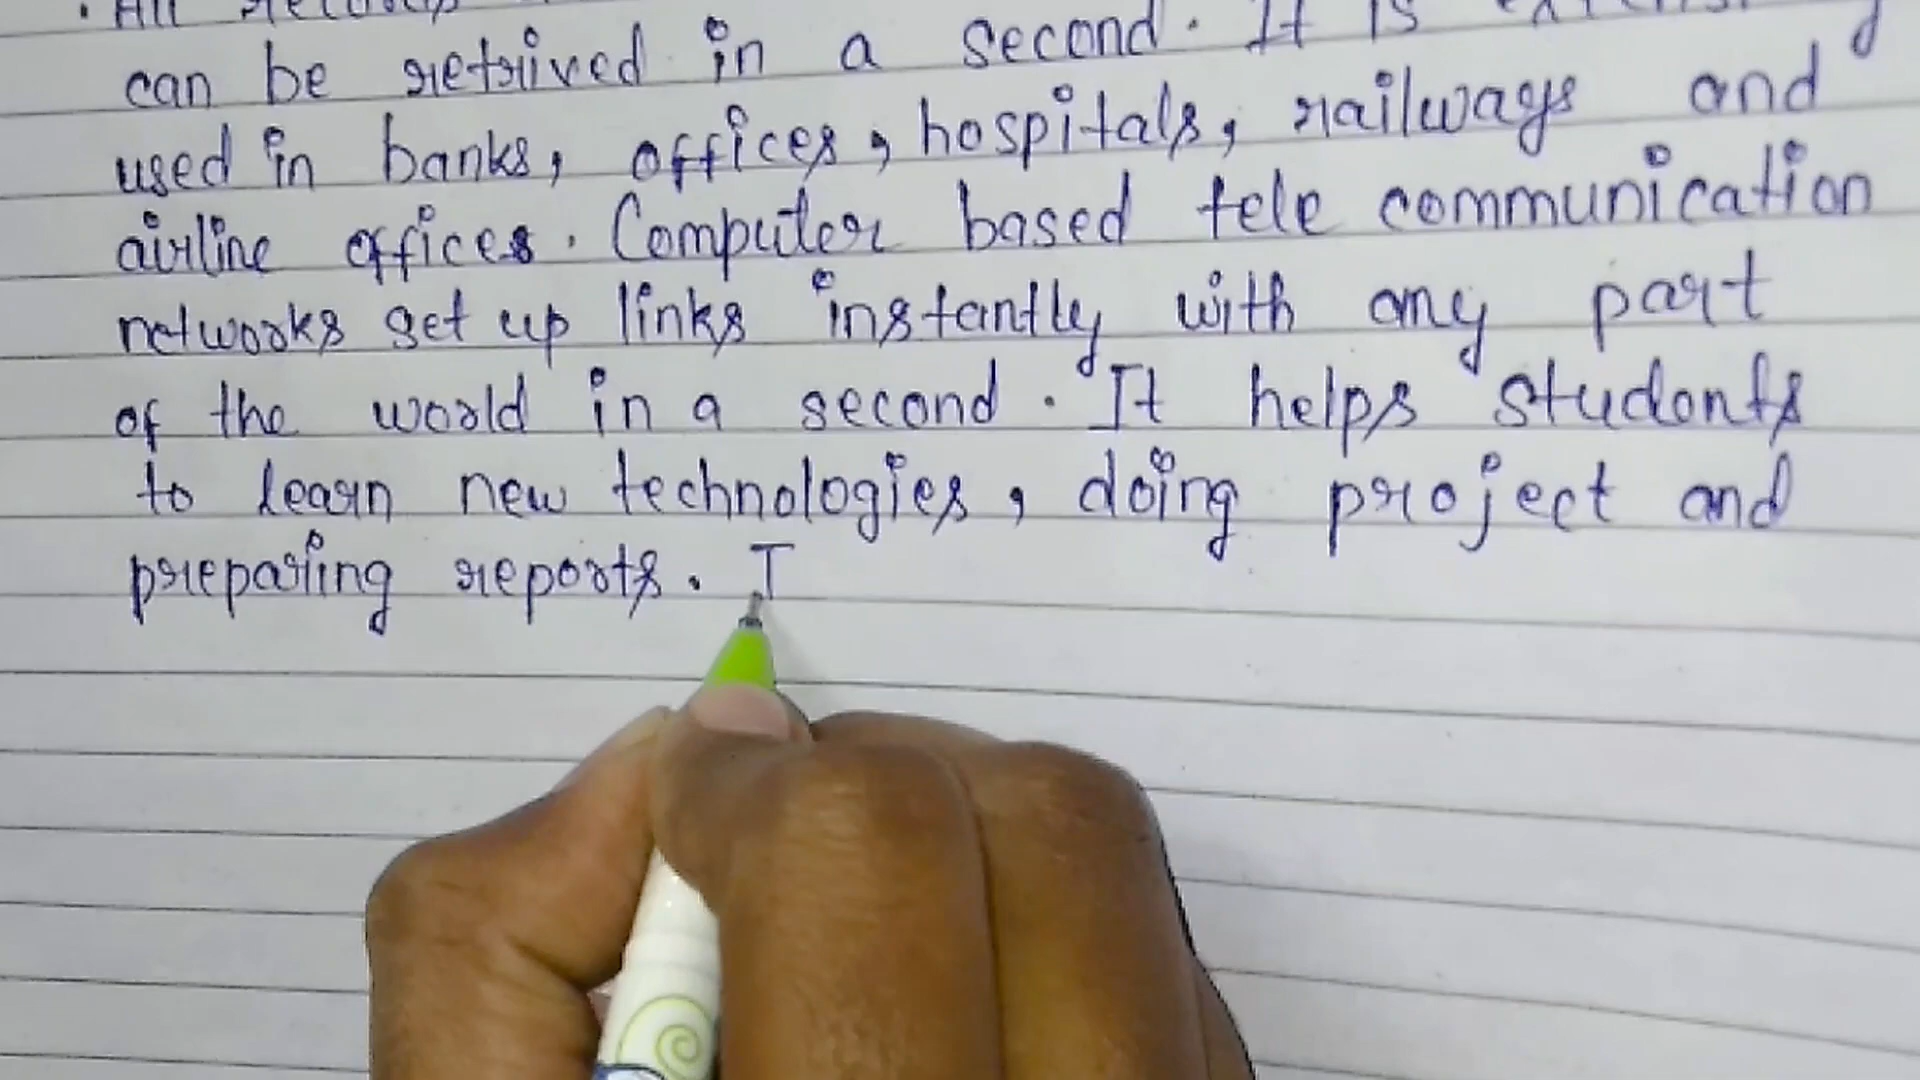 All records
can be retrived in a second. It is
used in banks, offices, hospitals, railways and
airline offices. Computer based tele communication
networks set up links instantly with any part
of the world in a second. It helps students
to learn new technologies, doing project and
preparing reports. I